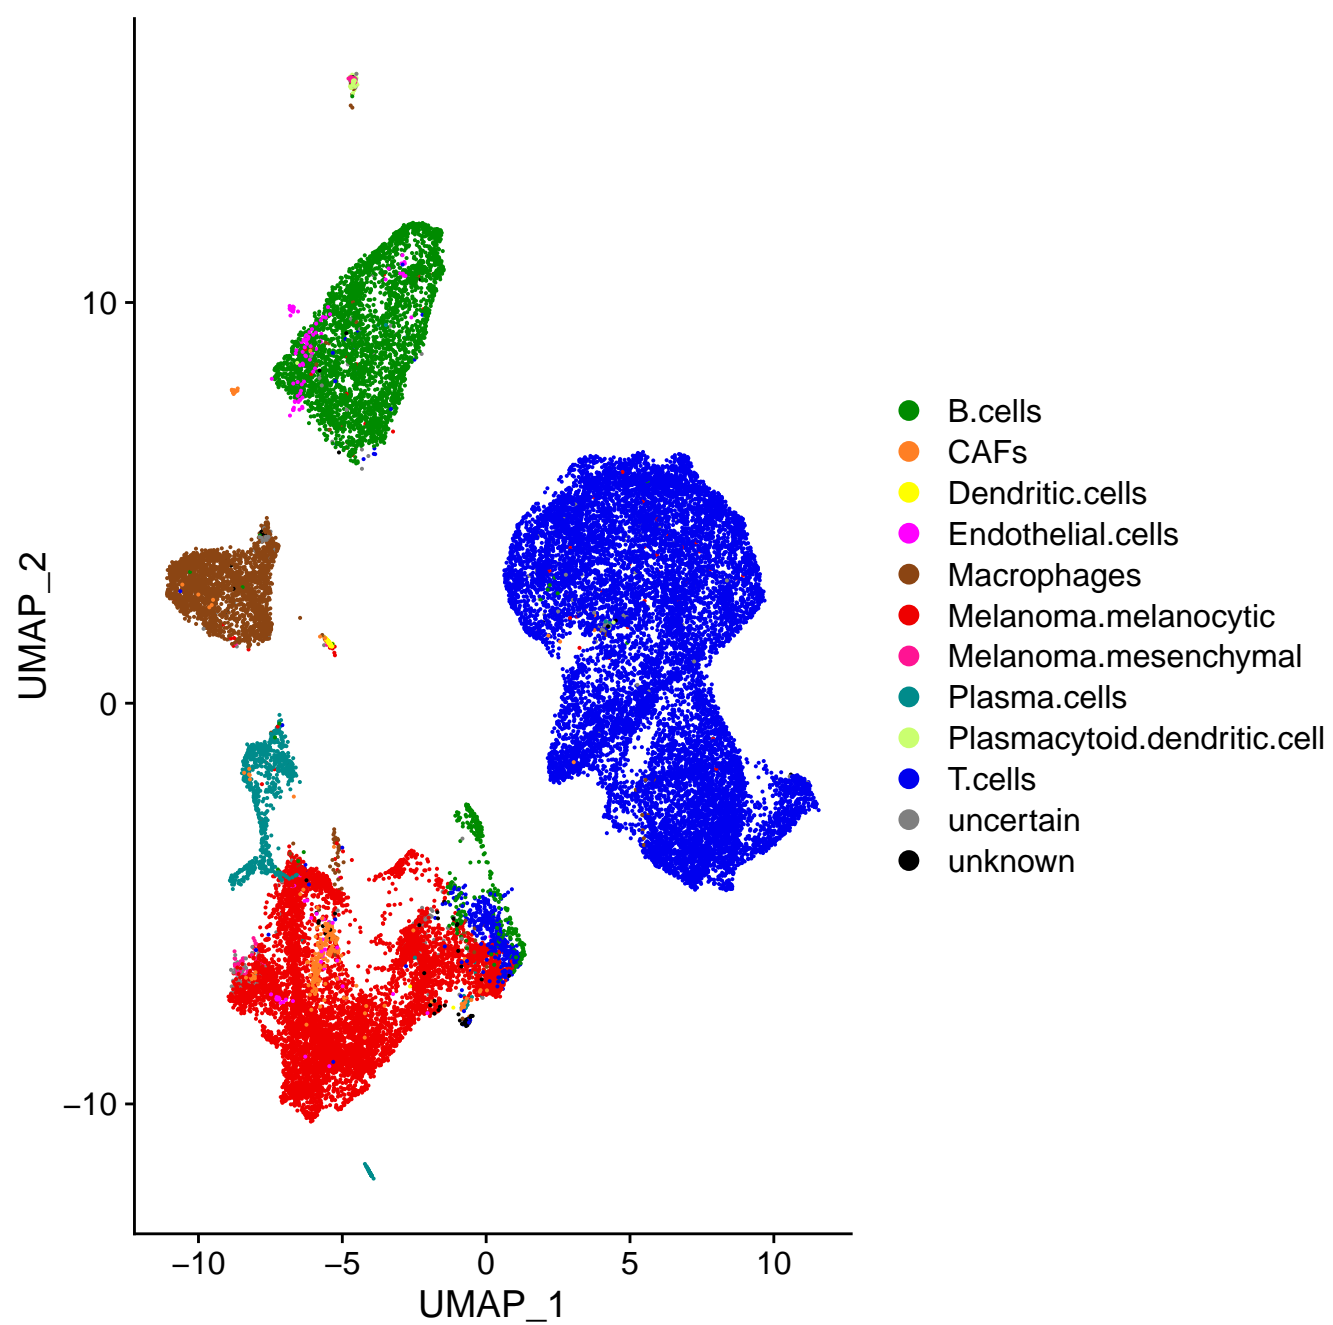 10
0
−10
UMAP_2
−10 −5 0 5 10
UMAP_1
B.cells
CAFs
Dendritic.cells
Endothelial.cells
Macrophages
Melanoma.melanocytic
Melanoma.mesenchymal
Plasma.cells
Plasmacytoid.dendritic.cell
T.cells
uncertain
unknown